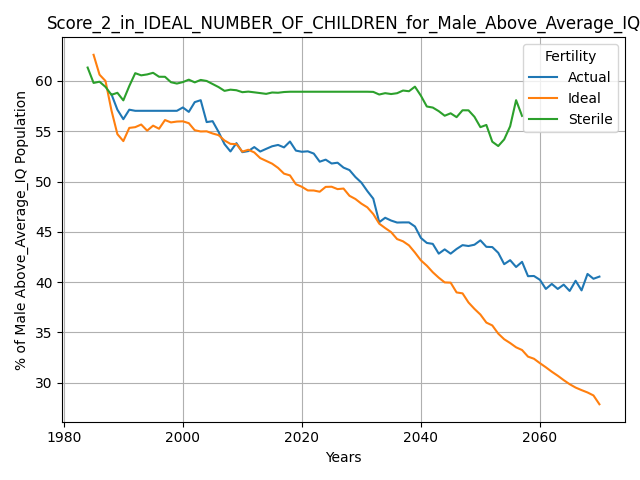 Score_2_in_IDEAL_NUMBER_OF_CHILDREN_for_Male_Above_Average_IQ
Fertility
Actual
Ideal
Sterile
% of Male Above_Average_IQ Population
60
55
50
45
40
35
30
1980
2000
2020
2040
2060
Years